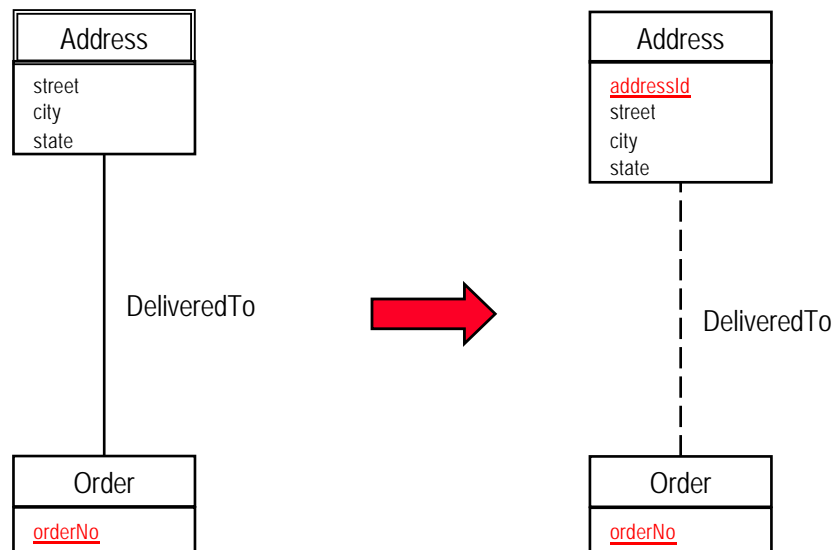 Address
street
city
state
DeliveredTo
Order
orderNo
Address
addressId
street
city
state
DeliveredTo
Order
orderNo